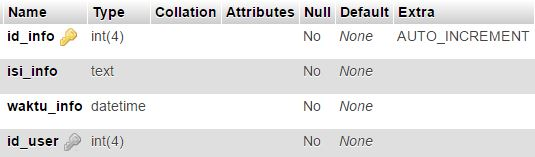 Name Type Collation Attributes Null Default Extra
id_info int(4) No None AUTO_INCREMENT
isi_info text No None
waktu_info datetime No None
id_user int(4) No None